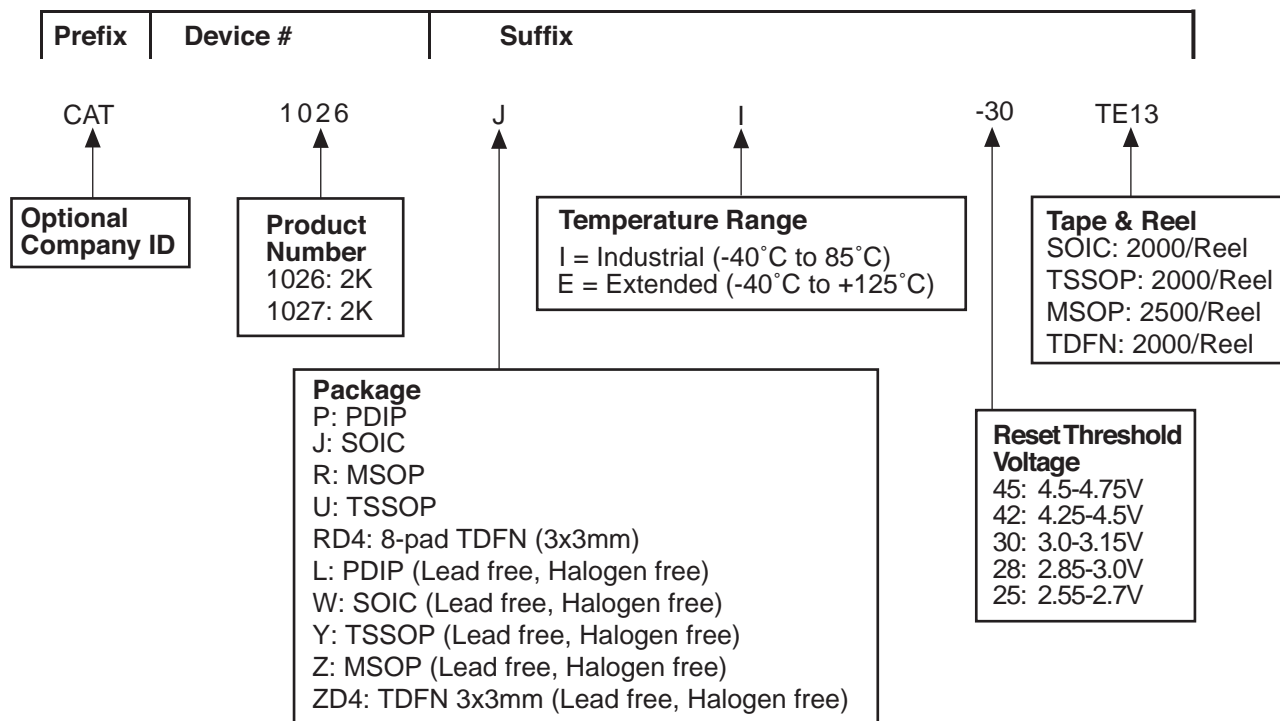 Prefix Device # Suffix
CAT 1026 J I -30 TE13
Optional
Company ID
Product
Number
1026: 2K
1027: 2K
Temperature Range
I = Industrial (-40˚C to 85˚C)
E = Extended (-40˚C to +125˚C)
Tape & Reel
SOIC: 2000/Reel
TSSOP: 2000/Reel
MSOP: 2500/Reel
TDFN: 2000/Reel
Package
P: PDIP
J: SOIC
R: MSOP
U: TSSOP
RD4: 8-pad TDFN (3x3mm)
L: PDIP (Lead free, Halogen free)
W: SOIC (Lead free, Halogen free)
Y: TSSOP (Lead free, Halogen free)
Z: MSOP (Lead free, Halogen free)
ZD4: TDFN 3x3mm (Lead free, Halogen free)
Reset Threshold
Voltage
45: 4.5-4.75V
42: 4.25-4.5V
30: 3.0-3.15V
28: 2.85-3.0V
25: 2.55-2.7V